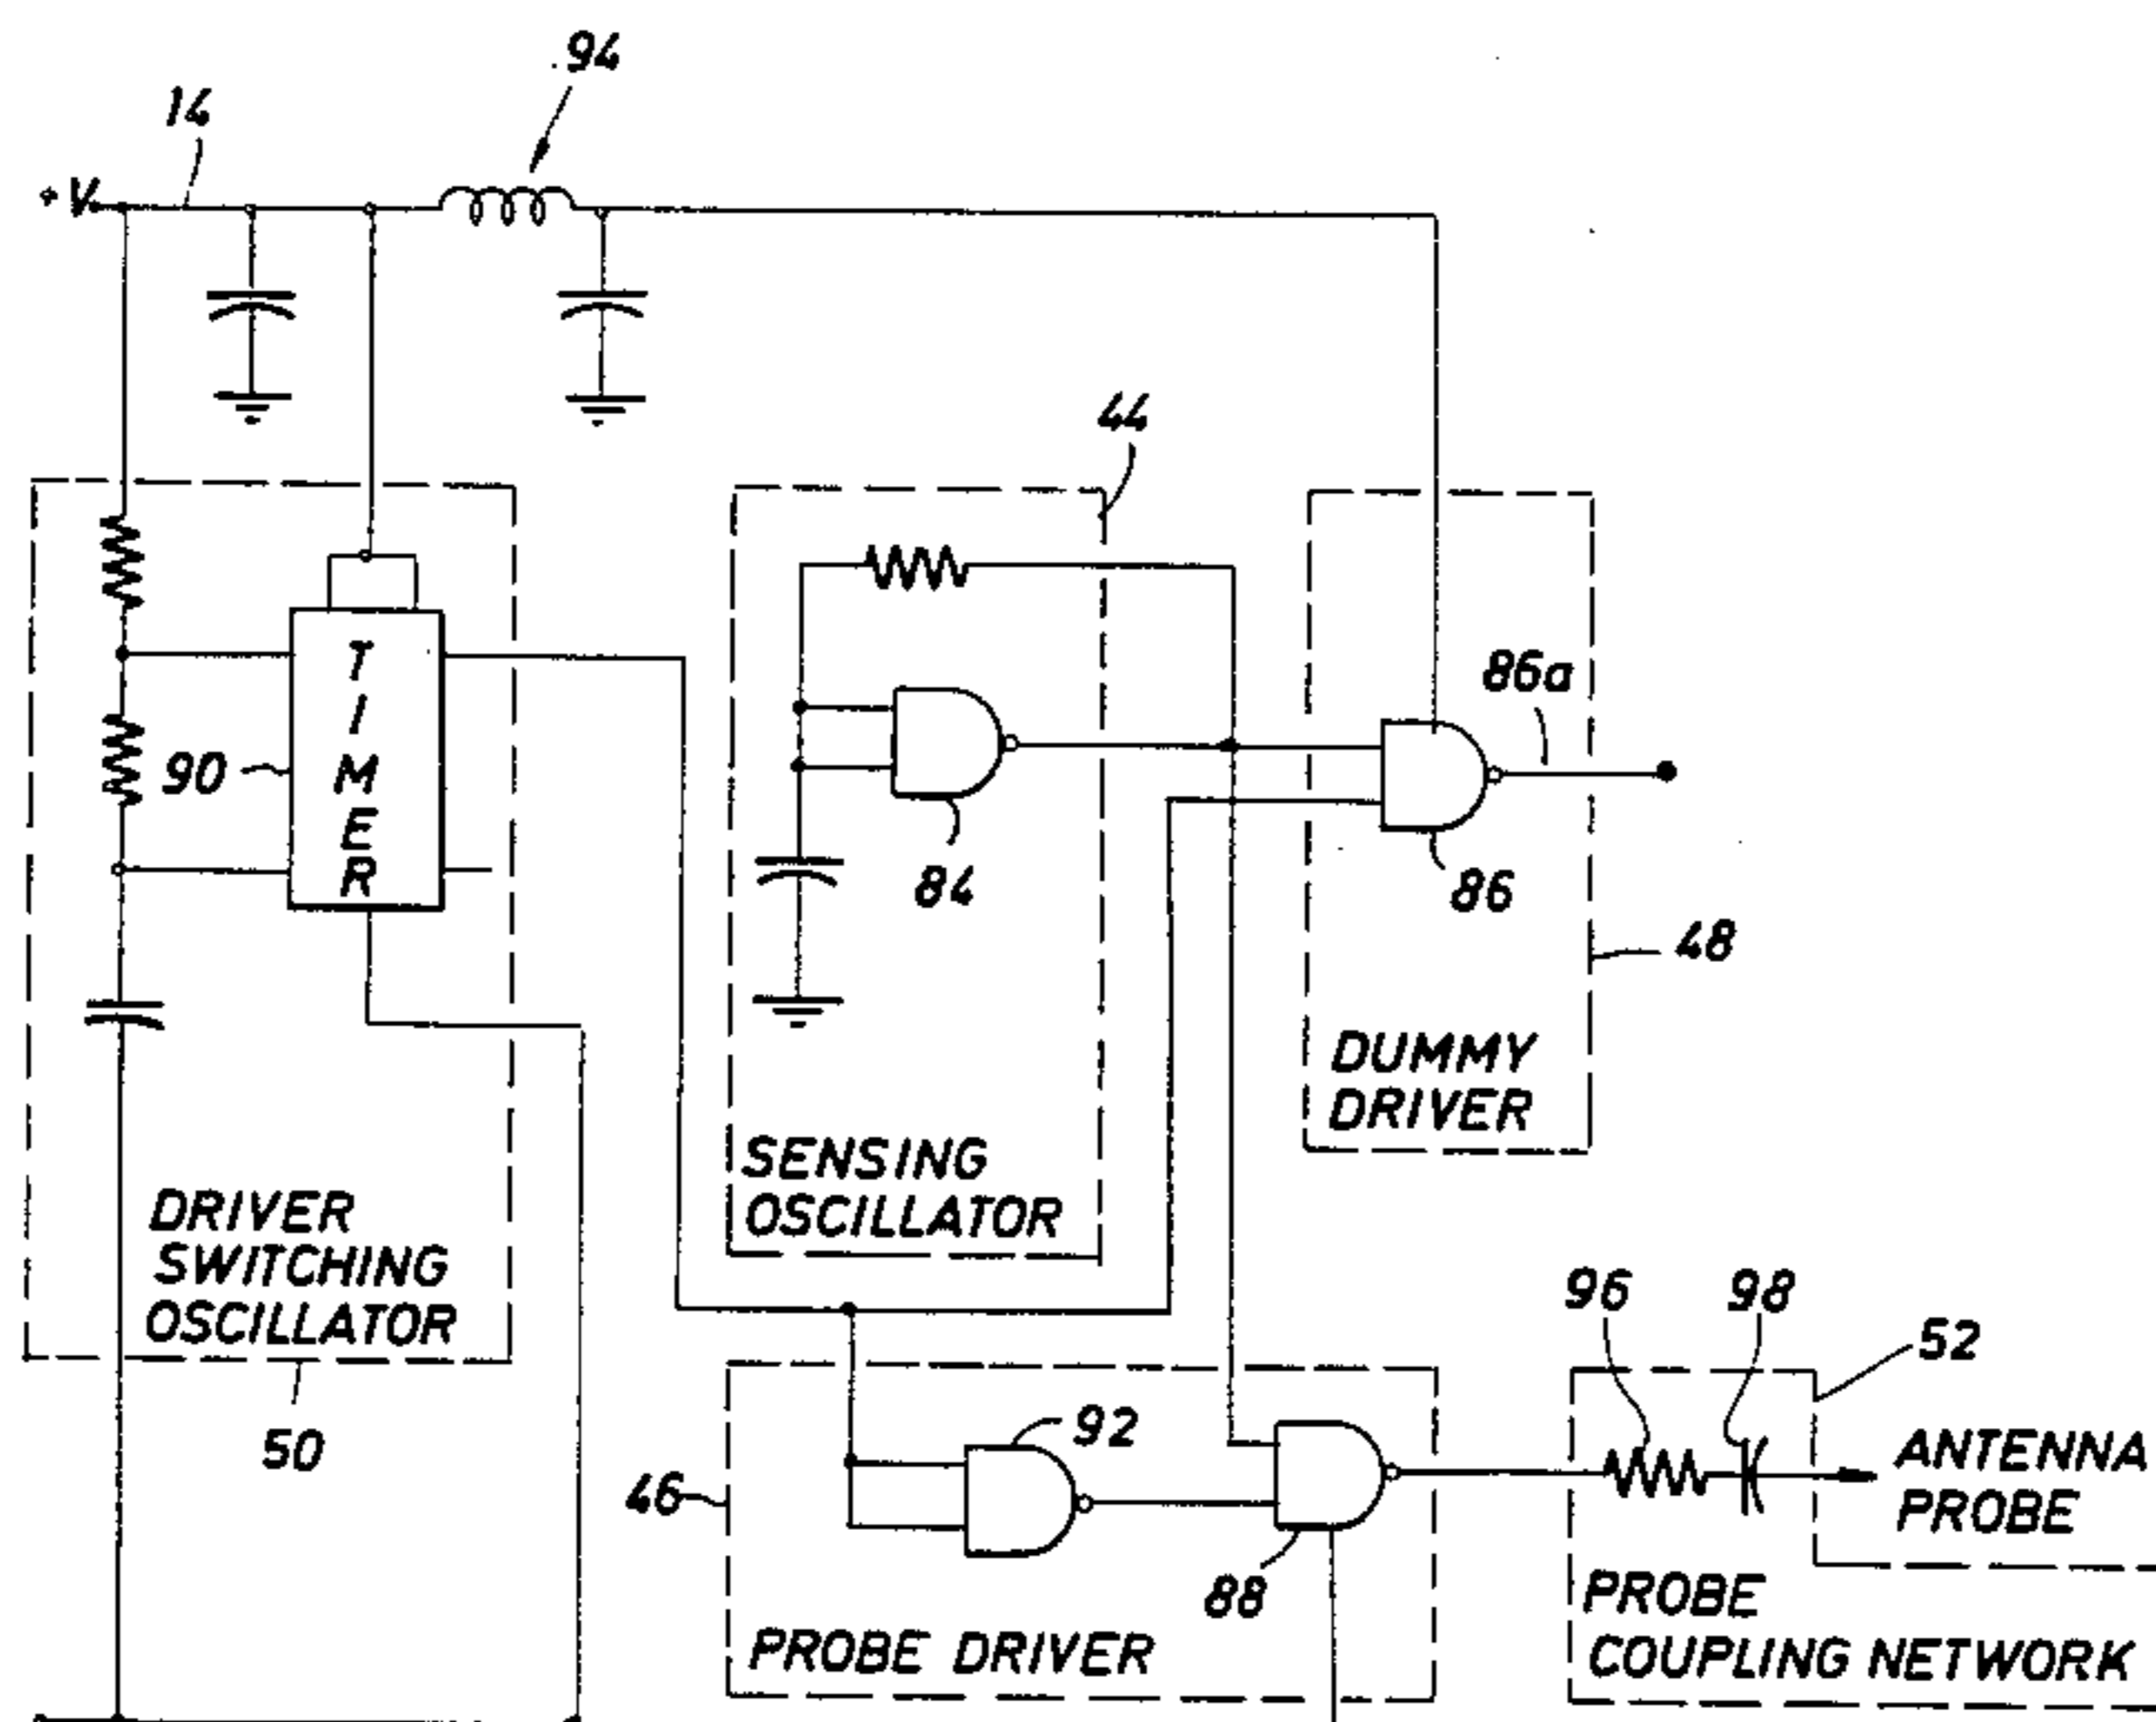 94
14
+V
44
TIMER
86a
90
84
86
48
DUMMY
DRIVER
SENSING
OSCILLATOR
DRIVER
SWITCHING
OSCILLATOR
96
98
52
50
92
46
ANTENNA
PROBE
88
PROBE
COUPLING NETWORK
PROBE DRIVER